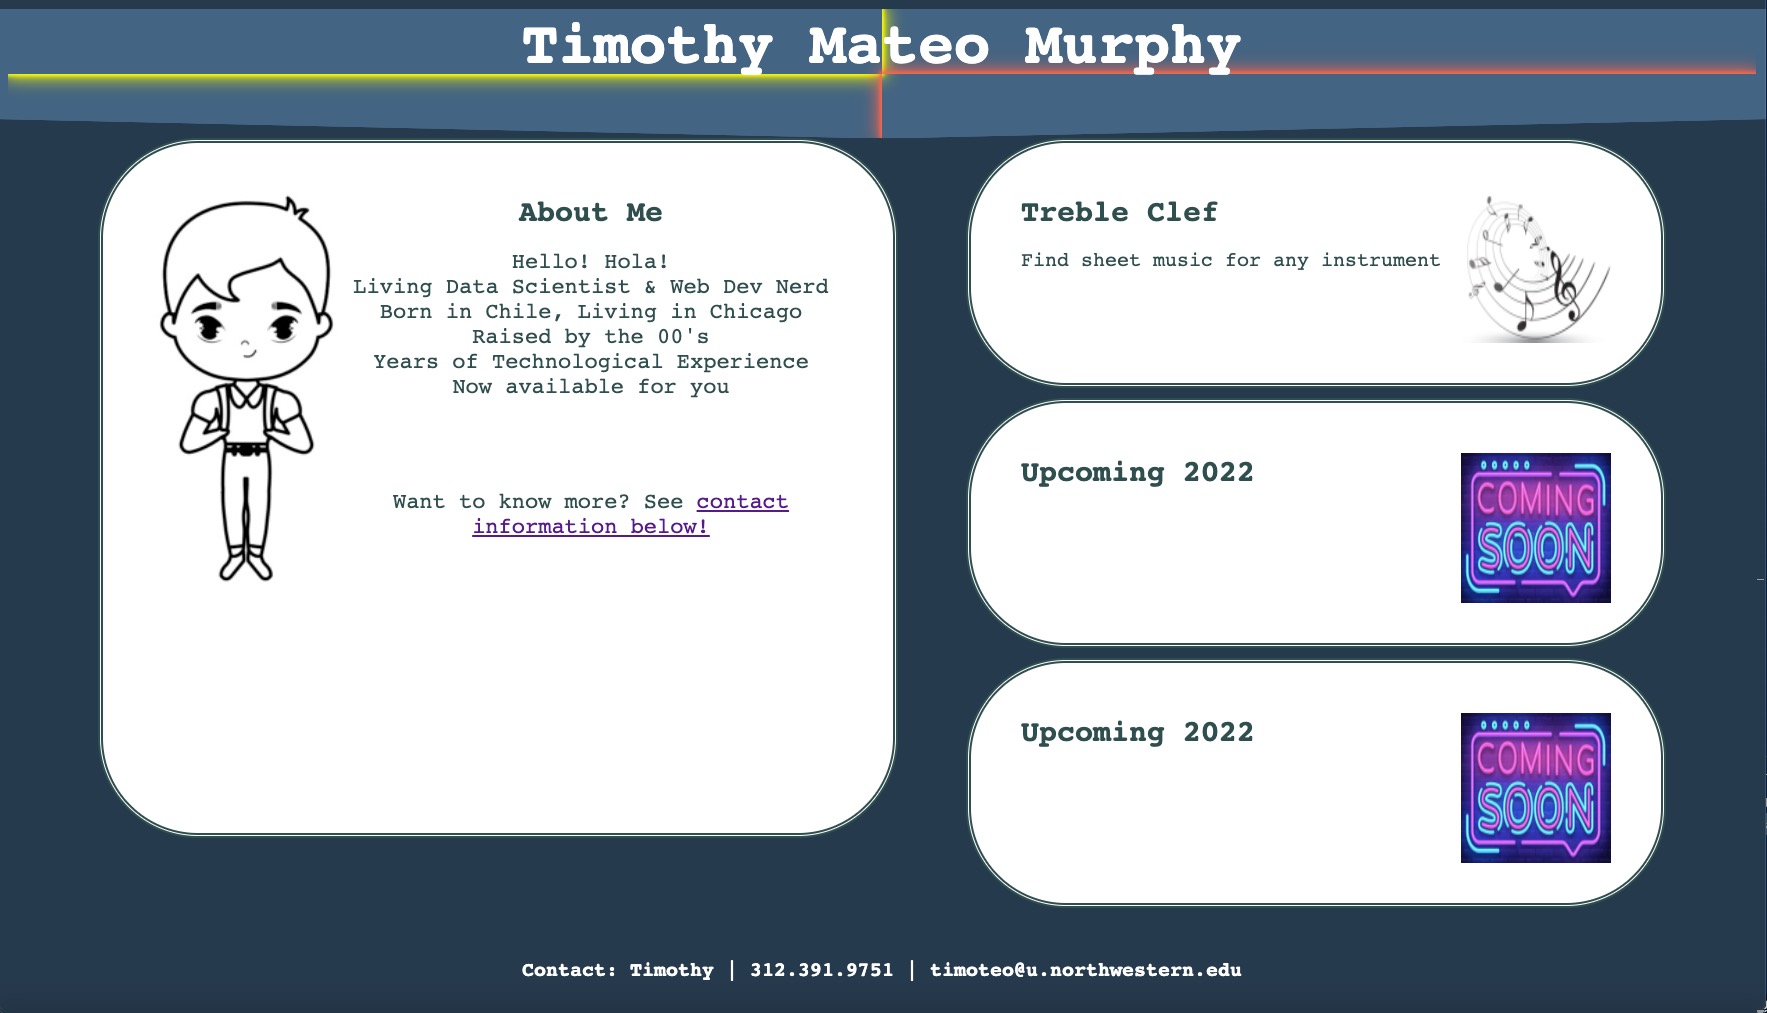 Timothy Mateo Murphy
About Me
Hello! Hola!
Living Data Scientist & Web Dev Nerd
Born in Chile, Living in Chicago
Raised by the 00's
Years of Technological Experience
Now available for you
Want to know more? See contact
information below!
Treble Clef
Find sheet music for any instrument
Upcoming 2022
COMING
SOON
Upcoming 2022
COMING
SOON
Contact: Timothy | 312.391.9751 | timoteo@u.northwestern.edu